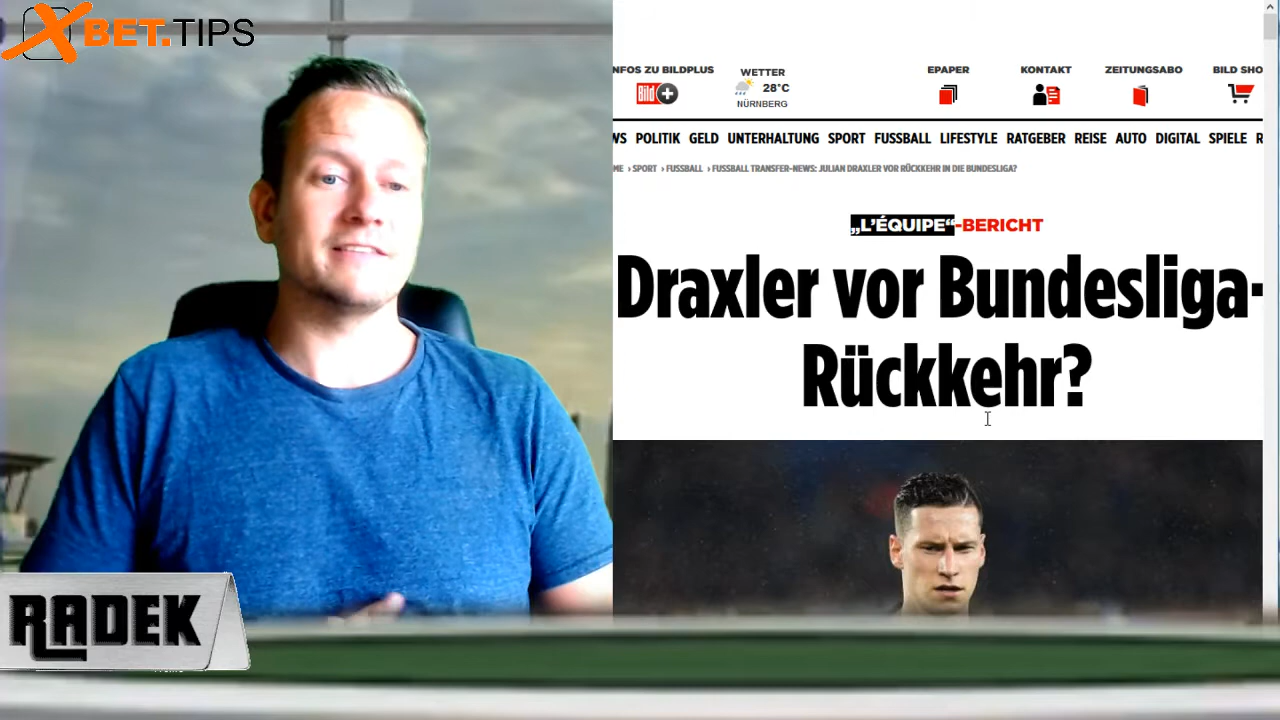 XBET.TIPS
NFOS ZU BILDPLUS
WETTER
EPAPER
KONTAKT
ZEITUNGSABO
BILD SHO
Bild
28°C
NÜRNBERG
WS POLITIK GELD UNTERHALTUNG SPORT FUSSBALL LIFESTYLE RATGEBER REISE AUTO DIGITAL SPIELE R
ME › SPORT › FUSSBALL › FUSSBALL TRANSFER-NEWS: JULIAN DRAXLER VOR RÜCKKEHR IN DIE BUNDESLIGA?
„L'ÉQUIPE“-BERICHT
Draxler vor Bundesliga-
Rückkehr?
RADEK